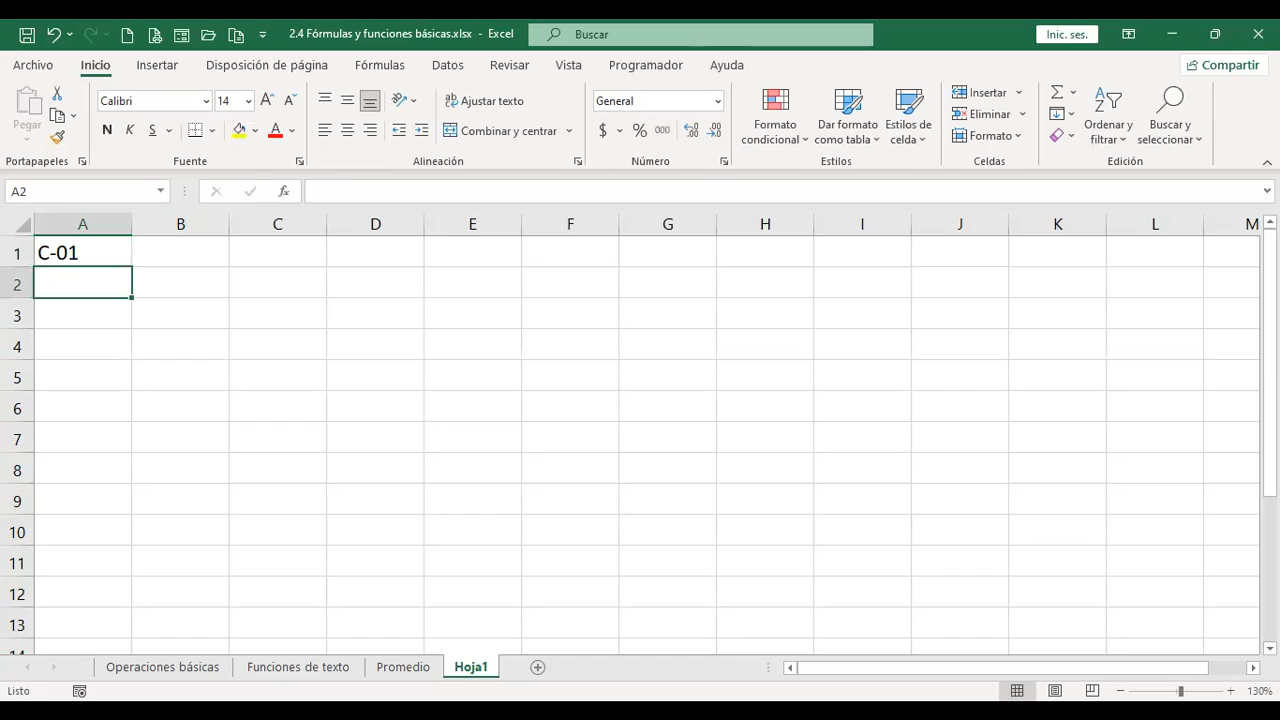 2.4 Fórmulas y funciones básicas.xlsx - Excel
Buscar
Inic. ses.
Archivo Inicio Insertar Disposición de página Fórmulas Datos Revisar Vista Programador Ayuda
Compartir
Pegar
Portapapeles
Calibri 14
N K S
Fuente
Ajustar texto
Combinar y centrar
Alineación
General
$ % 000
Número
Formato condicional
Dar formato como tabla
Estilos de celda
Estilos
Insertar
Eliminar
Formato
Celdas
Ordenar y filtrar
Buscar y seleccionar
Edición
A2
fx
A B C D E F G H I J K L M
1 C-01
2
3
4
5
6
7
8
9
10
11
12
13
14
Operaciones básicas Funciones de texto Promedio Hoja1
Listo
130%